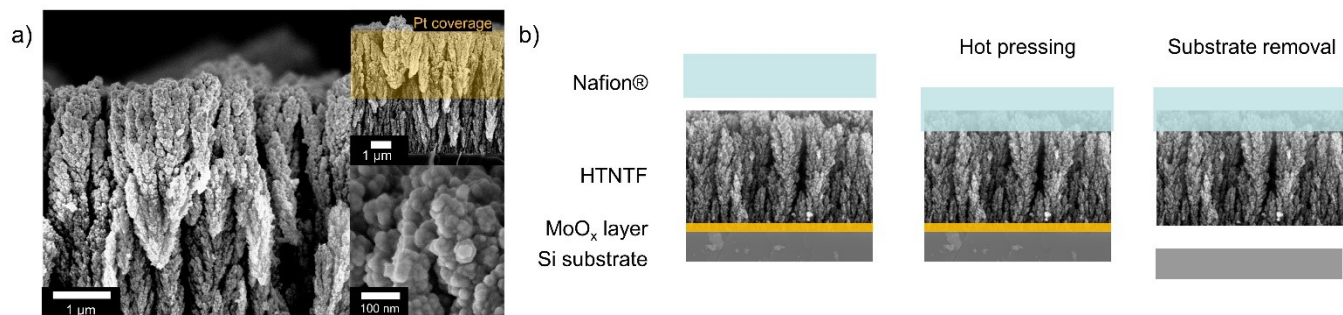 a)
Pt coverage
1 µm
1 µm
100 nm
b)
Nafion®
HTNTF
MoOₓ layer
Si substrate
Hot pressing
Substrate removal